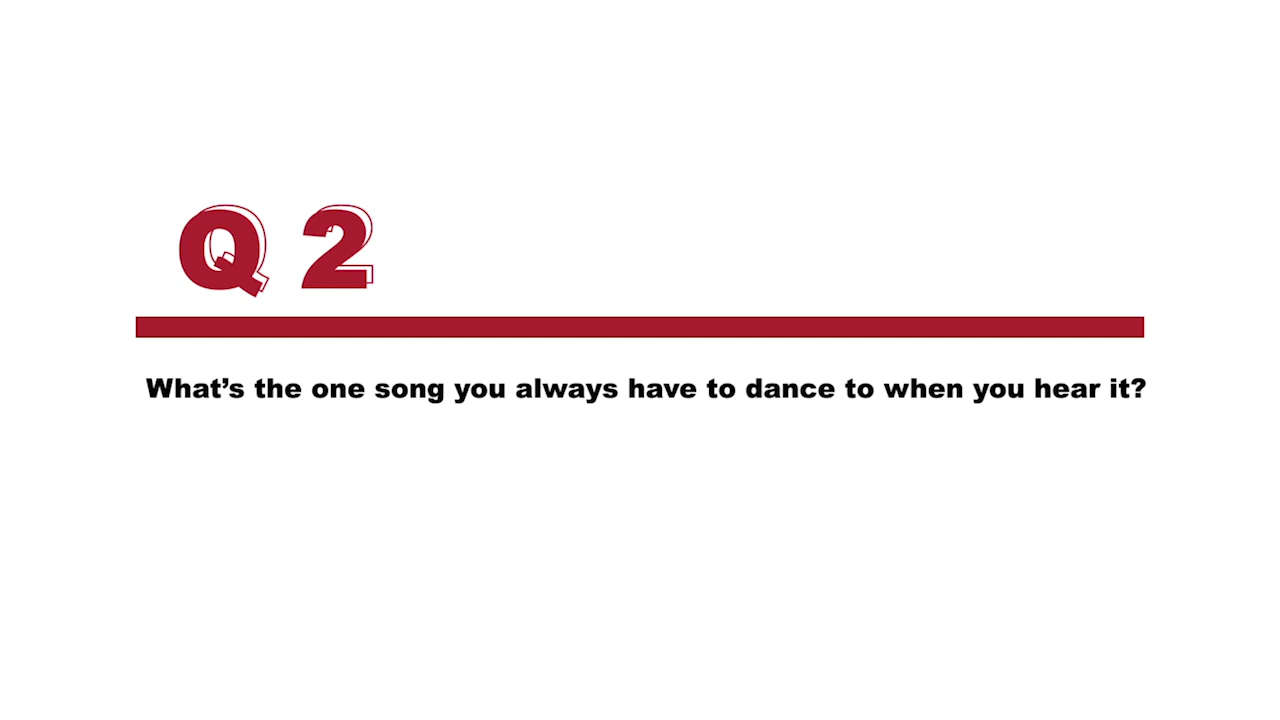 Q 2
What’s the one song you always have to dance to when you hear it?